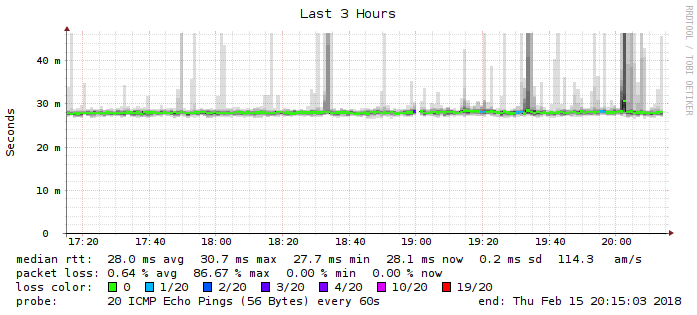 Last 3 Hours
RRDTOOL / TOBI OETIKER
Seconds
40 m
30 m
20 m
10 m
0
17:20 17:40 18:00 18:20 18:40 19:00 19:20 19:40 20:00
median rtt: 28.0 ms avg 30.7 ms max 27.7 ms min 28.1 ms now 0.2 ms sd 114.3 am/s
packet loss: 0.64 % avg 86.67 % max 0.00 % min 0.00 % now
loss color: 0 1/20 2/20 3/20 4/20 10/20 19/20
probe: 20 ICMP Echo Pings (56 Bytes) every 60s end: Thu Feb 15 20:15:03 2018